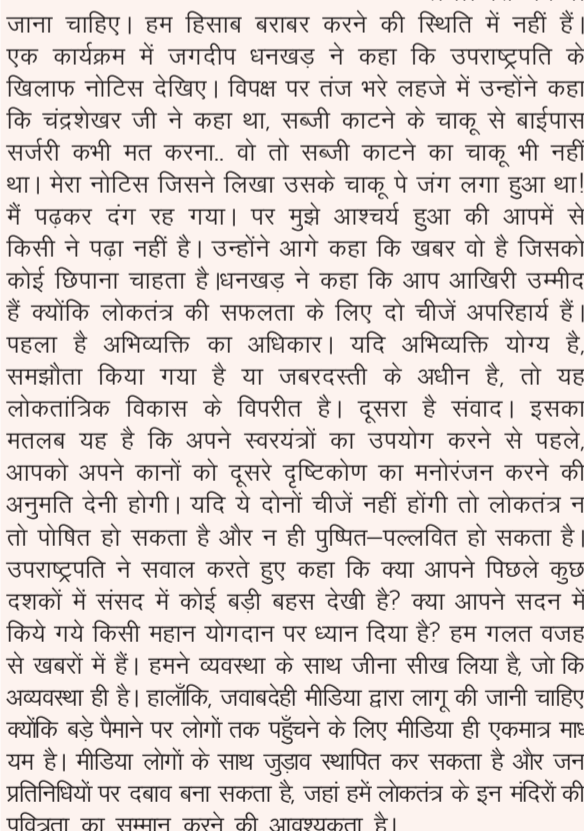 जाना चाहिए। हम हिसाब बराबर करने की स्थिति में नहीं हैं।
एक कार्यक्रम में जगदीप धनखड़ ने कहा कि उपराष्ट्रपति के
खिलाफ नोटिस देखिए। विपक्ष पर तंज भरे लहजे में उन्होंने कहा
कि चंद्रशेखर जी ने कहा था, सब्जी काटने के चाकू से बाईपास
सर्जरी कभी मत करना.. वो तो सब्जी काटने का चाकू भी नहीं
था। मेरा नोटिस जिसने लिखा उसके चाकू पे जंग लगा हुआ था!
मैं पढ़कर दंग रह गया। पर मुझे आश्चर्य हुआ की आपमें से
किसी ने पढ़ा नहीं है। उन्होंने आगे कहा कि खबर वो है जिसको
कोई छिपाना चाहता है।धनखड़ ने कहा कि आप आखिरी उम्मीद
हैं क्योंकि लोकतंत्र की सफलता के लिए दो चीजें अपरिहार्य हैं।
पहला है अभिव्यक्ति का अधिकार। यदि अभिव्यक्ति योग्य है,
समझौता किया गया है या जबरदस्ती के अधीन है, तो यह
लोकतांत्रिक विकास के विपरीत है। दूसरा है संवाद। इसका
मतलब यह है कि अपने स्वरयंत्रों का उपयोग करने से पहले,
आपको अपने कानों को दूसरे दृष्टिकोण का मनोरंजन करने की
अनुमति देनी होगी। यदि ये दोनों चीजें नहीं होंगी तो लोकतंत्र न
तो पोषित हो सकता है और न ही पुष्पित–पल्लवित हो सकता है।
उपराष्ट्रपति ने सवाल करते हुए कहा कि क्या आपने पिछले कुछ
दशकों में संसद में कोई बड़ी बहस देखी है? क्या आपने सदन में
किये गये किसी महान योगदान पर ध्यान दिया है? हम गलत वजह
से खबरों में हैं। हमने व्यवस्था के साथ जीना सीख लिया है, जो कि
अव्यवस्था ही है। हालाँकि, जवाबदेही मीडिया द्वारा लागू की जानी चाहिए
क्योंकि बड़े पैमाने पर लोगों तक पहुँचने के लिए मीडिया ही एकमात्र माध
यम है। मीडिया लोगों के साथ जुड़ाव स्थापित कर सकता है और जन
प्रतिनिधियों पर दबाव बना सकता है, जहां हमें लोकतंत्र के इन मंदिरों की
पवित्रता का सम्मान करने की आवश्यकता है।